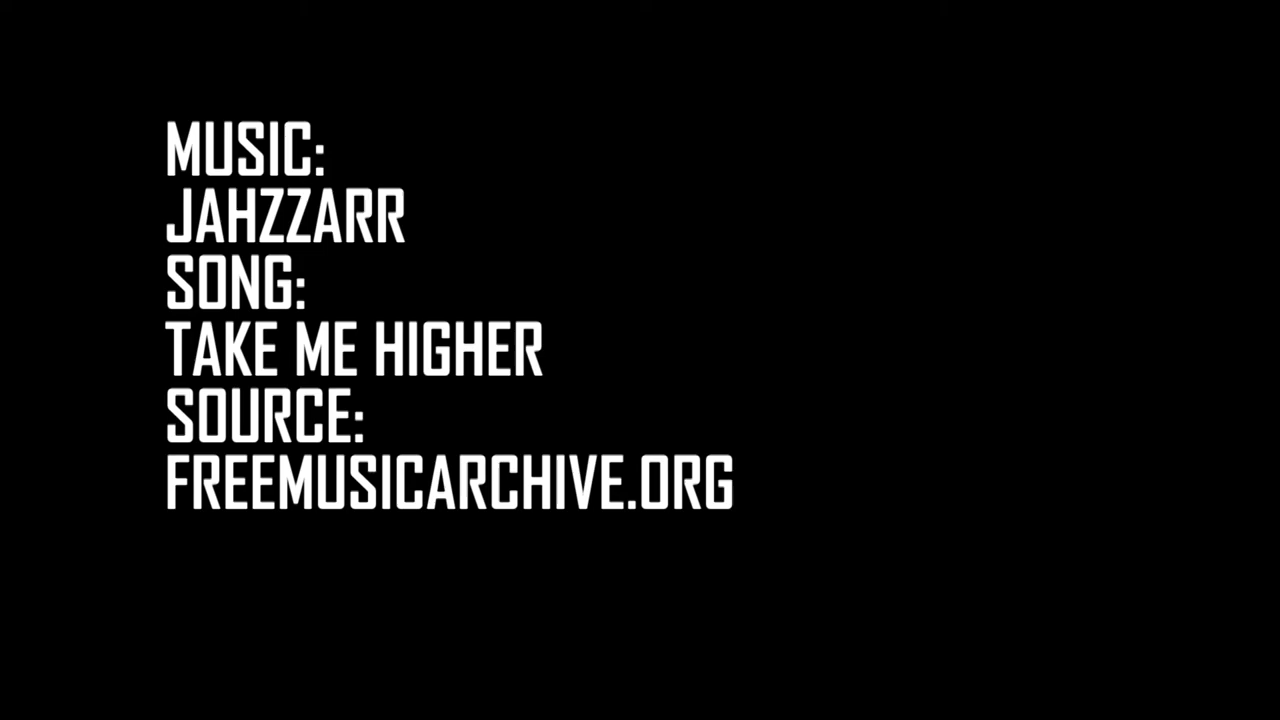 MUSIC:
JAHZZARR
SONG:
TAKE ME HIGHER
SOURCE:
FREEMUSICARCHIVE.ORG